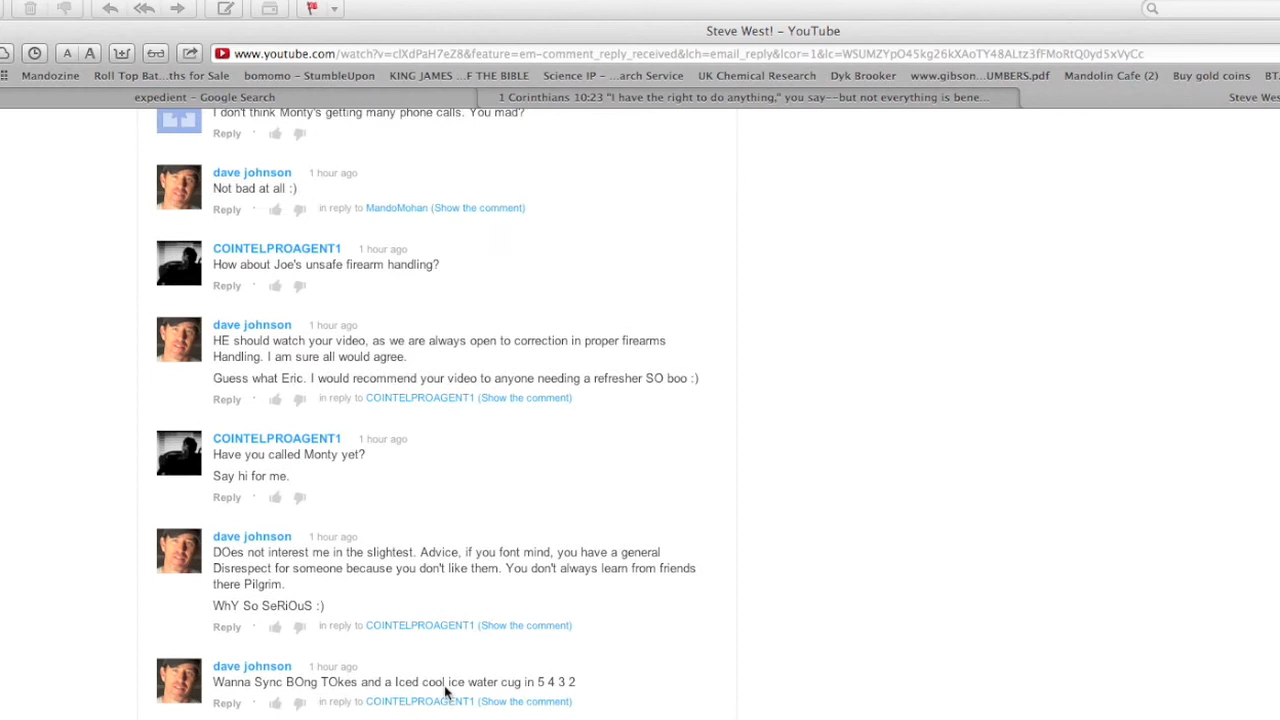 Steve West! – YouTube
www.youtube.com/watch?v=clXdPaH7eZ8&feature=em-comment_reply_received&lch=email_reply&lcor=1&lc=WSUMZYpO45kg26kXAoTY48ALtz3fFMoRtQ0yd5xVyCc
Mandozine Roll Top Bat...ths for Sale bomomo – StumbleUpon KING JAMES ...F THE BIBLE Science IP – ...arch Service UK Chemical Research Dyk Brooker www.gibson....UMBERS.pdf Mandolin Cafe (2) Buy gold coins BT
expedient – Google Search 1 Corinthians 10:23 "I have the right to do anything," you say--but not everything is bene... Steve Wes
I don't think Monty's getting many phone calls. You mad?
Reply
dave johnson 1 hour ago
Not bad at all :)
Reply in reply to MandoMohan (Show the comment)
COINTELPROAGENT1 1 hour ago
How about Joe's unsafe firearm handling?
Reply
dave johnson 1 hour ago
HE should watch your video, as we are always open to correction in proper firearms
Handling. I am sure all would agree.
Guess what Eric. I would recommend your video to anyone needing a refresher SO boo :)
Reply in reply to COINTELPROAGENT1 (Show the comment)
COINTELPROAGENT1 1 hour ago
Have you called Monty yet?
Say hi for me.
Reply
dave johnson 1 hour ago
DOes not interest me in the slightest. Advice, if you font mind, you have a general
Disrespect for someone because you don't like them. You don't always learn from friends
there Pilgrim.
WhY So SeRiOuS :)
Reply in reply to COINTELPROAGENT1 (Show the comment)
dave johnson 1 hour ago
Wanna Sync BOng TOkes and a Iced cool ice water cug in 5 4 3 2
Reply in reply to COINTELPROAGENT1 (Show the comment)